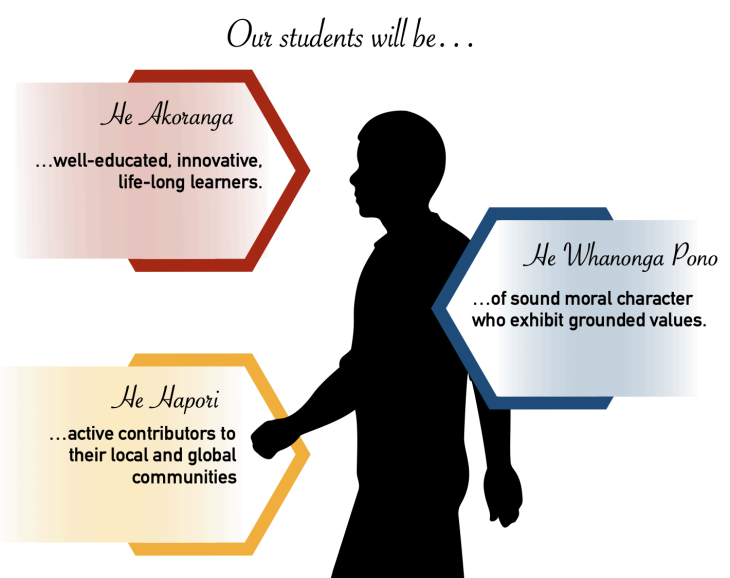 Our students will be...
He Akoranga
...well-educated, innovative,
life-long learners.
He Whanonga Pono
...of sound moral character
who exhibit grounded values.
He Hapori
...active contributors to
their local and global
communities